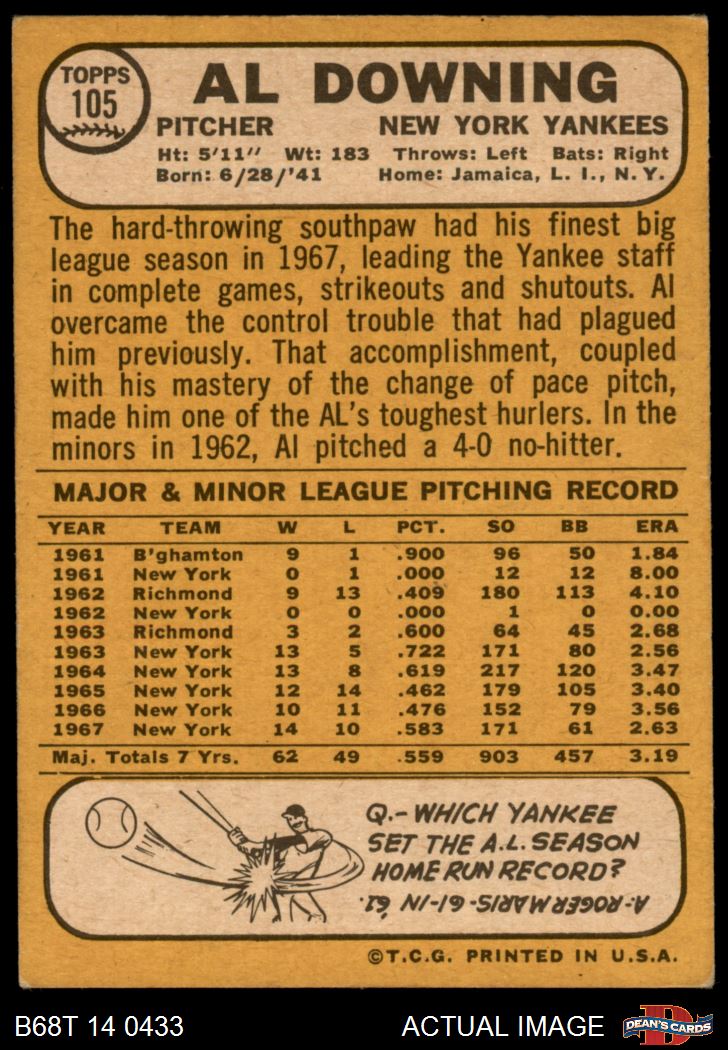 TOPPS
105
AL DOWNING
PITCHER NEW YORK YANKEES
Ht: 5'11" Wt: 183 Throws: Left Bats: Right
Born: 6/28/'41 Home: Jamaica, L. I., N. Y.
The hard-throwing southpaw had his finest big
league season in 1967, leading the Yankee staff
in complete games, strikeouts and shutouts. Al
overcame the control trouble that had plagued
him previously. That accomplishment, coupled
with his mastery of the change of pace pitch,
made him one of the AL's toughest hurlers. In the
minors in 1962, Al pitched a 4-0 no-hitter.
MAJOR & MINOR LEAGUE PITCHING RECORD
YEAR TEAM W L PCT. SO BB ERA
1961 B'ghamton 9 1 .900 96 50 1.84
1961 New York 0 1 .000 12 12 8.00
1962 Richmond 9 13 .409 180 113 4.10
1962 New York 0 0 .000 1 0 0.00
1963 Richmond 3 2 .600 64 45 2.68
1963 New York 13 5 .722 171 80 2.56
1964 New York 13 8 .619 217 120 3.47
1965 New York 12 14 .462 179 105 3.40
1966 New York 10 11 .476 152 79 3.56
1967 New York 14 10 .583 171 61 2.63
Maj. Totals 7 Yrs. 62 49 .559 903 457 3.19
Q.- WHICH YANKEE
SET THE A.L. SEASON
HOME RUN RECORD?
A- ROGER MARIS-61-IN '61.
©T.C.G. PRINTED IN U.S.A.
B68T 14 0433 ACTUAL IMAGE
D
DEAN'S CARDS